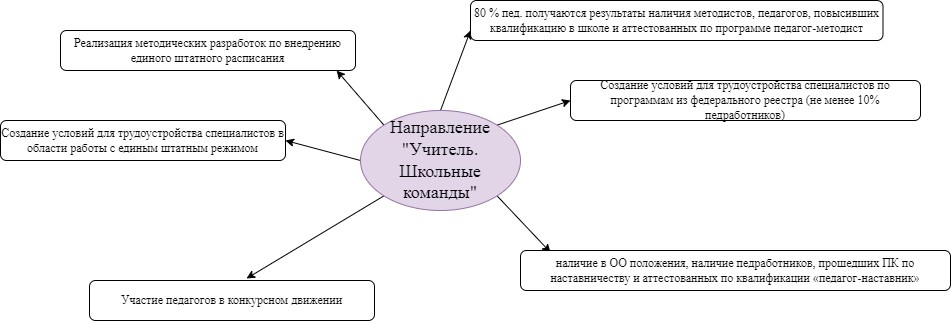 80 % пед. получаются результаты наличия методистов, педагогов, повысивших
квалификацию в школе и аттестованных по программе педагог-методист
Реализация методических разработок по внедрению
единого штатного расписания
Создание условий для трудоустройства специалистов по
программам из федерального реестра (не менее 10%
педработников)
Создание условий для трудоустройства специалистов в
области работы с единым штатным режимом
Направление
"Учитель.
Школьные
команды"
наличие в ОО положения, наличие педработников, прошедших ПК по
наставничеству и аттестованных по квалификации «педагог-наставник»
Участие педагогов в конкурсном движении